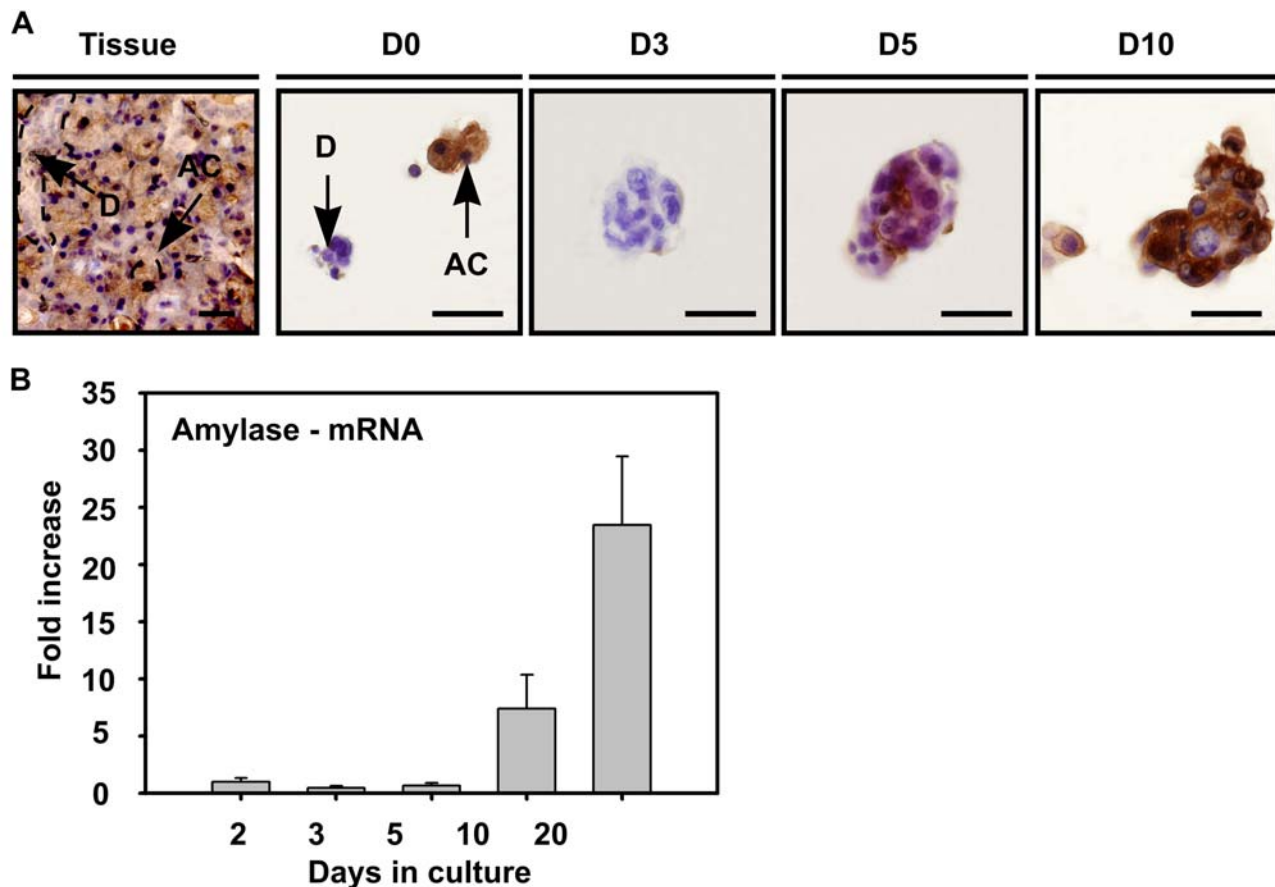 A
Tissue D0 D3 D5 D10
D AC
D AC
B
Amylase - mRNA
Fold increase
35
30
25
20
15
10
5
0
2 3 5 10 20
Days in culture